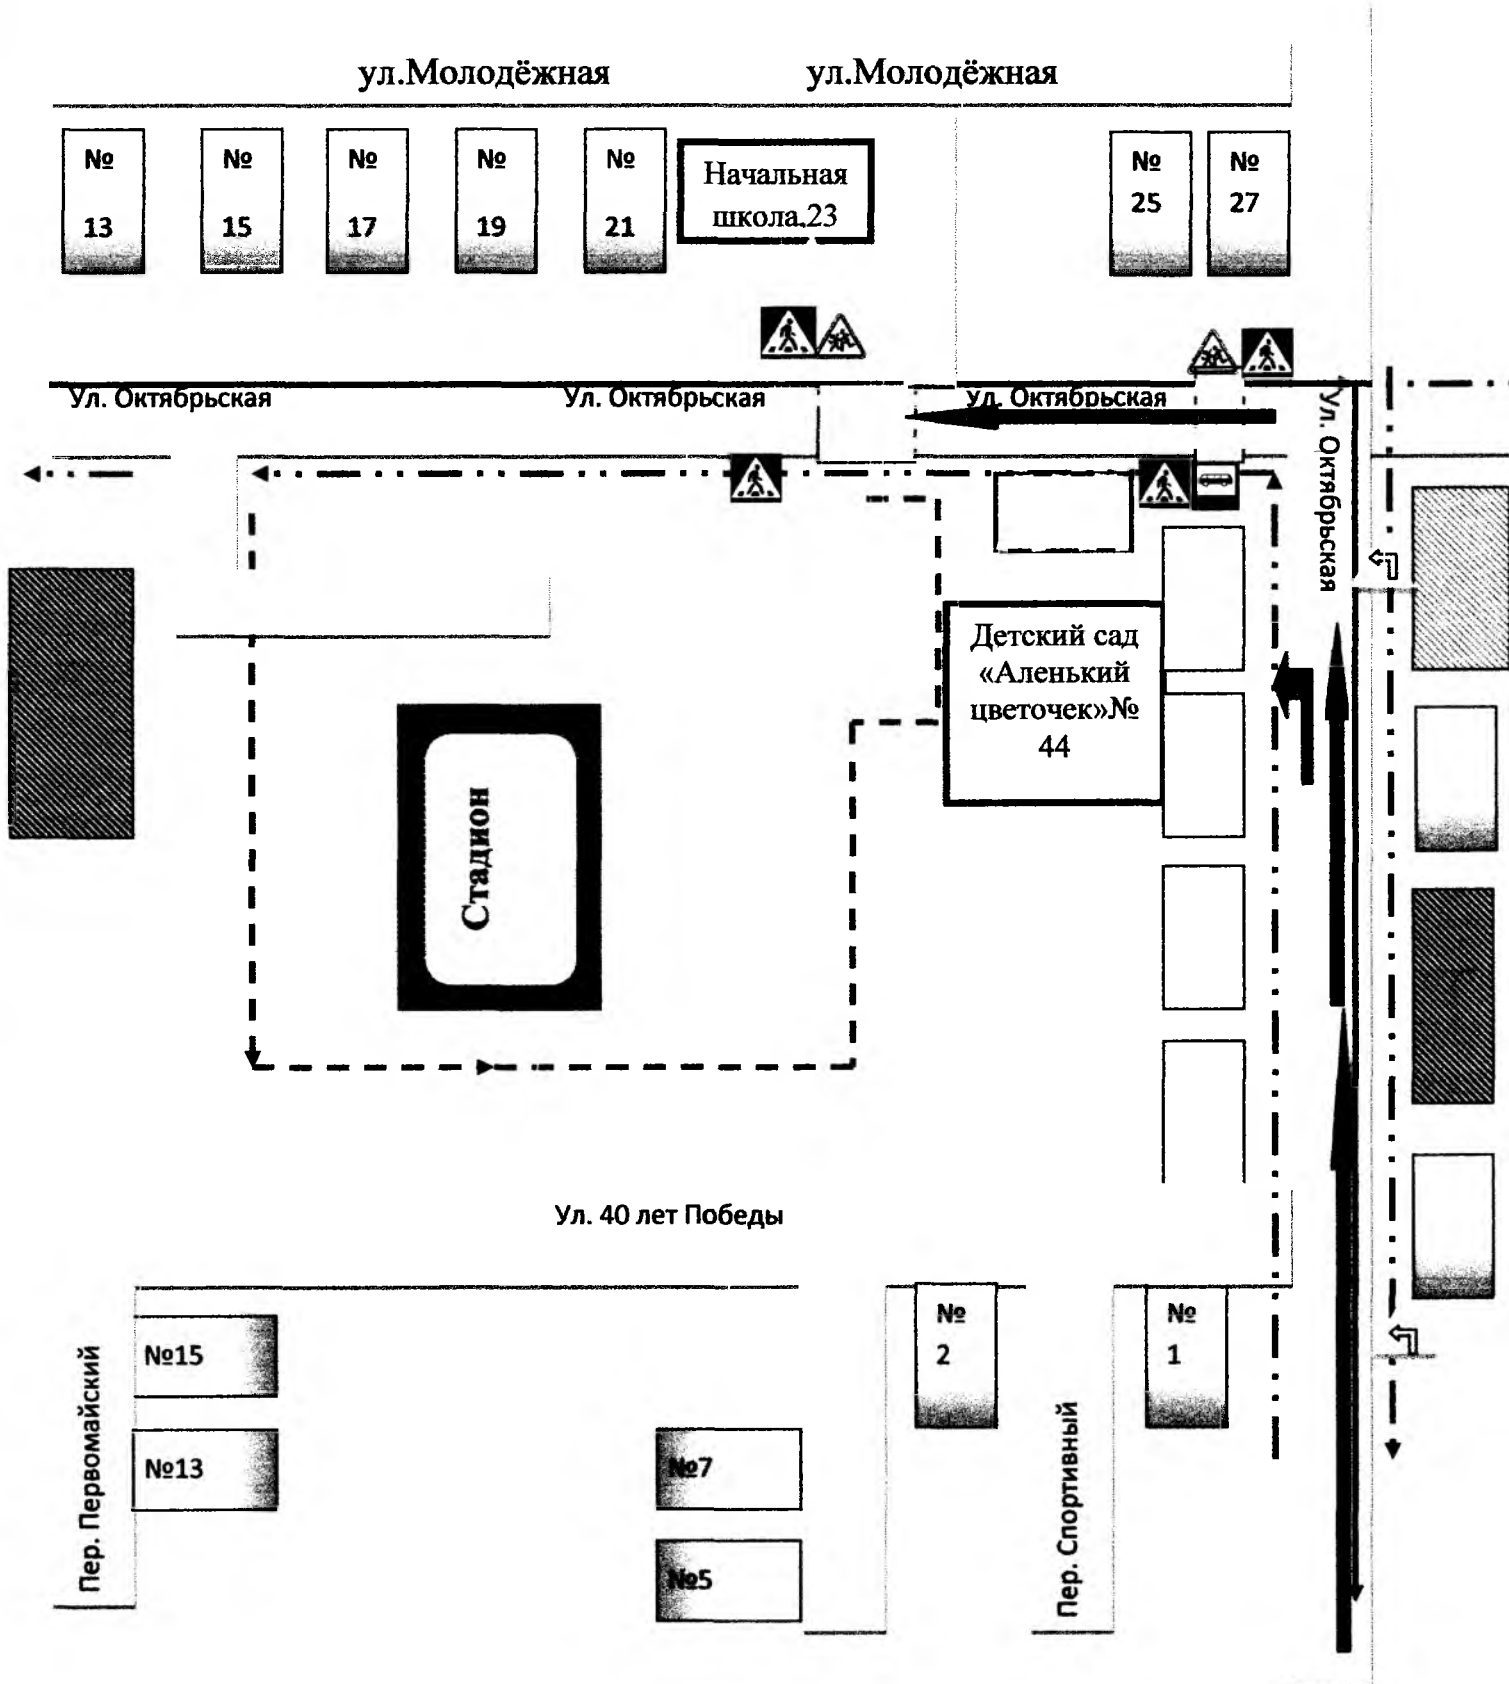 ул.Молодёжная
ул.Молодёжная
№
13
№
15
№
17
№
19
№
21
Начальная
школа,23
№
25
№
27
Ул. Октябрьская
Ул. Октябрьская
Ул. Октябрьская
Ул. Октябрьская
Детский сад
«Аленький
цветочек»№
44
Стадион
Ул. 40 лет Победы
№
2
№
1
№15
№13
№7
№5
Пер. Первомайский
Пер. Спортивный